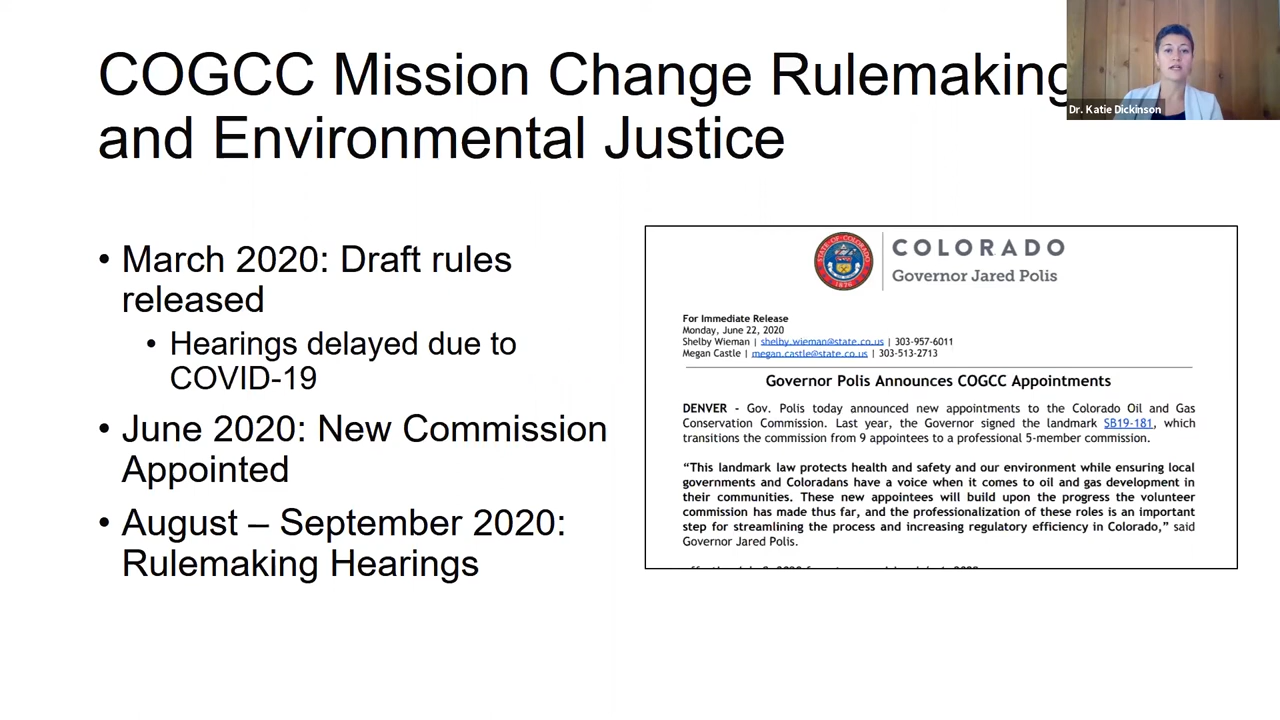 COGCC Mission Change Rulemaking
and Environmental Justice
Dr. Katie Dickinson
• March 2020: Draft rules
released
• Hearings delayed due to
COVID-19
• June 2020: New Commission
Appointed
• August – September 2020:
Rulemaking Hearings
STATE OF COLORADO
1876
COLORADO
Governor Jared Polis
For Immediate Release
Monday, June 22, 2020
Shelby Wieman | shelby.wieman@state.co.us | 303-957-6011
Megan Castle | megan.castle@state.co.us | 303-513-2713
Governor Polis Announces COGCC Appointments
DENVER - Gov. Polis today announced new appointments to the Colorado Oil and Gas
Conservation Commission. Last year, the Governor signed the landmark SB19-181, which
transitions the commission from 9 appointees to a professional 5-member commission.
“This landmark law protects health and safety and our environment while ensuring local
governments and Coloradans have a voice when it comes to oil and gas development in
their communities. These new appointees will build upon the progress the volunteer
commission has made thus far, and the professionalization of these roles is an important
step for streamlining the process and increasing regulatory efficiency in Colorado,” said
Governor Jared Polis.